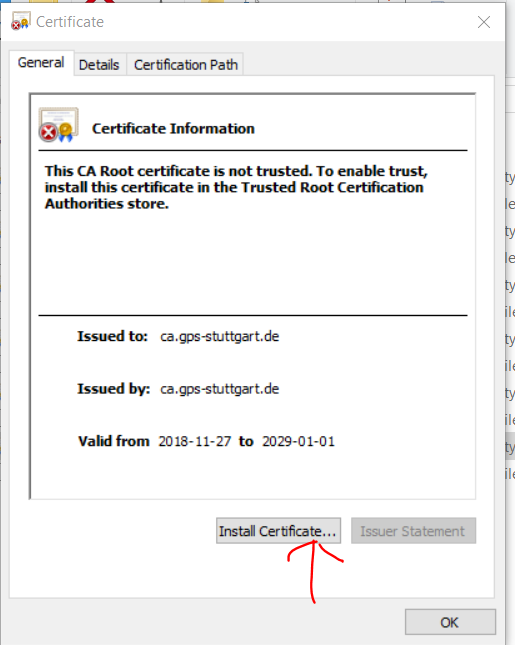 Certificate
General
Details
Certification Path
Certificate Information
This CA Root certificate is not trusted. To enable trust,
install this certificate in the Trusted Root Certification
Authorities store.
Issued to: ca.gps-stuttgart.de
Issued by: ca.gps-stuttgart.de
Valid from 2018-11-27 to 2029-01-01
Install Certificate...
Issuer Statement
OK